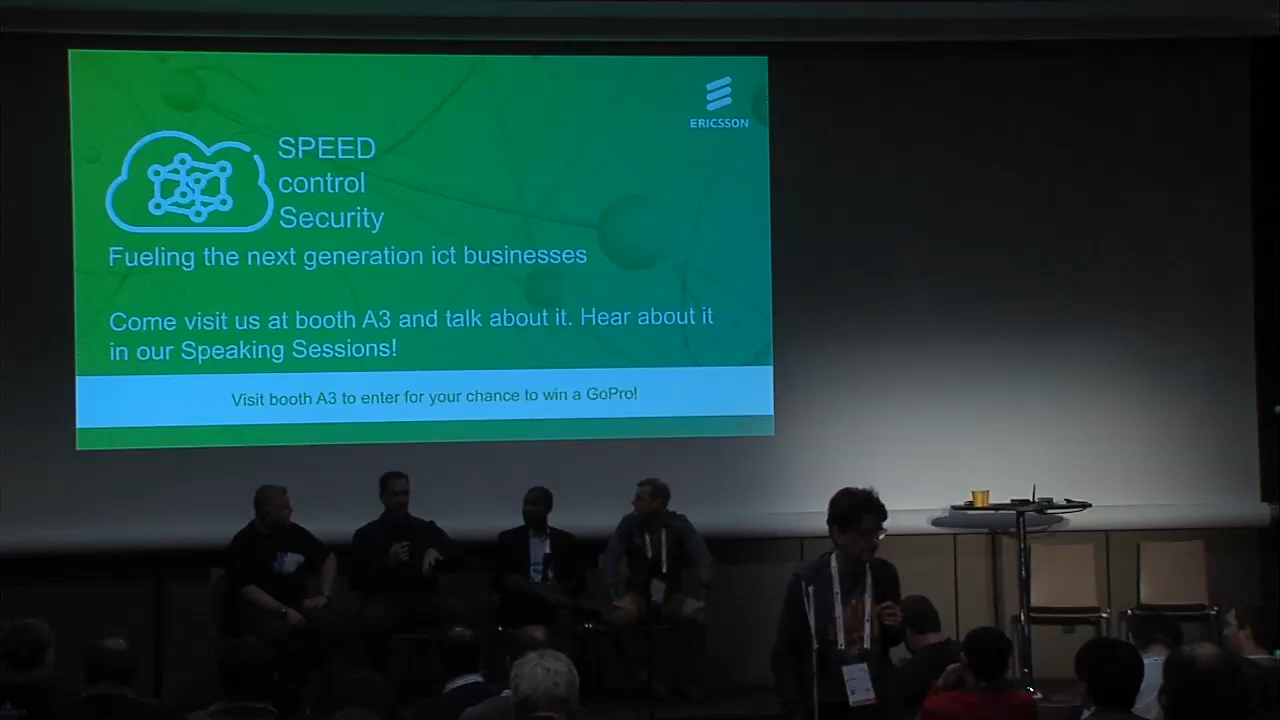 ERICSSON
SPEED
control
Security
Fueling the next generation ict businesses
Come visit us at booth A3 and talk about it. Hear about it
in our Speaking Sessions!
Visit booth A3 to enter for your chance to win a GoPro!